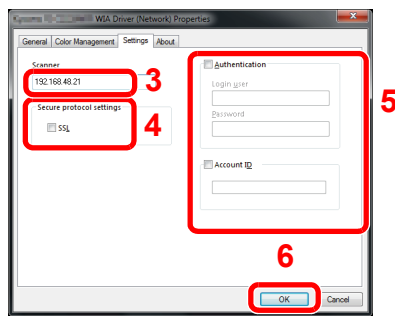 WIA Driver (Network) Properties
General Color Management Settings About
Scanner
192.168.48.21
3
Secure protocol settings
SSL
4
Authentication
Login user
Password
Account ID
5
6
OK Cancel